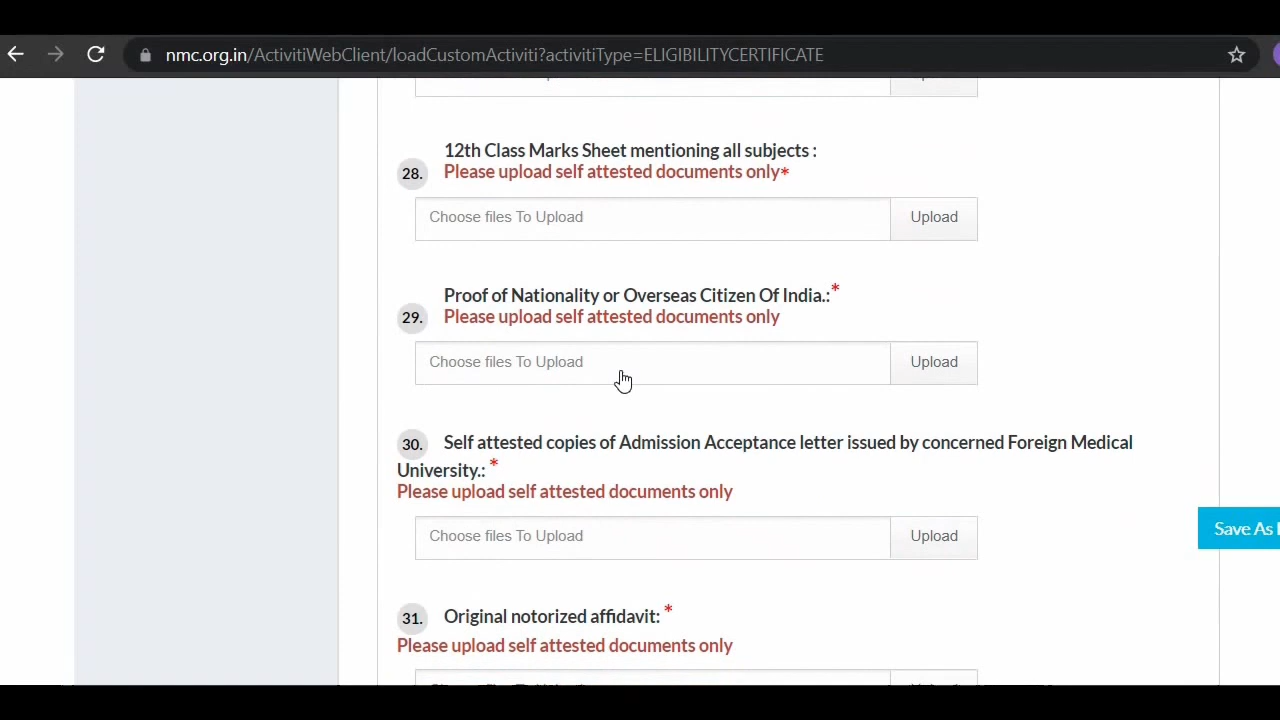 nmc.org.in/ActivitiWebClient/loadCustomActiviti?activitiType=ELIGIBILITYCERTIFICATE
12th Class Marks Sheet mentioning all subjects :
28. Please upload self attested documents only*
Choose files To Upload Upload
Proof of Nationality or Overseas Citizen Of India.:*
29. Please upload self attested documents only
Choose files To Upload Upload
30. Self attested copies of Admission Acceptance letter issued by concerned Foreign Medical
University.: *
Please upload self attested documents only
Choose files To Upload Upload
Save As
31. Original notorized affidavit: *
Please upload self attested documents only